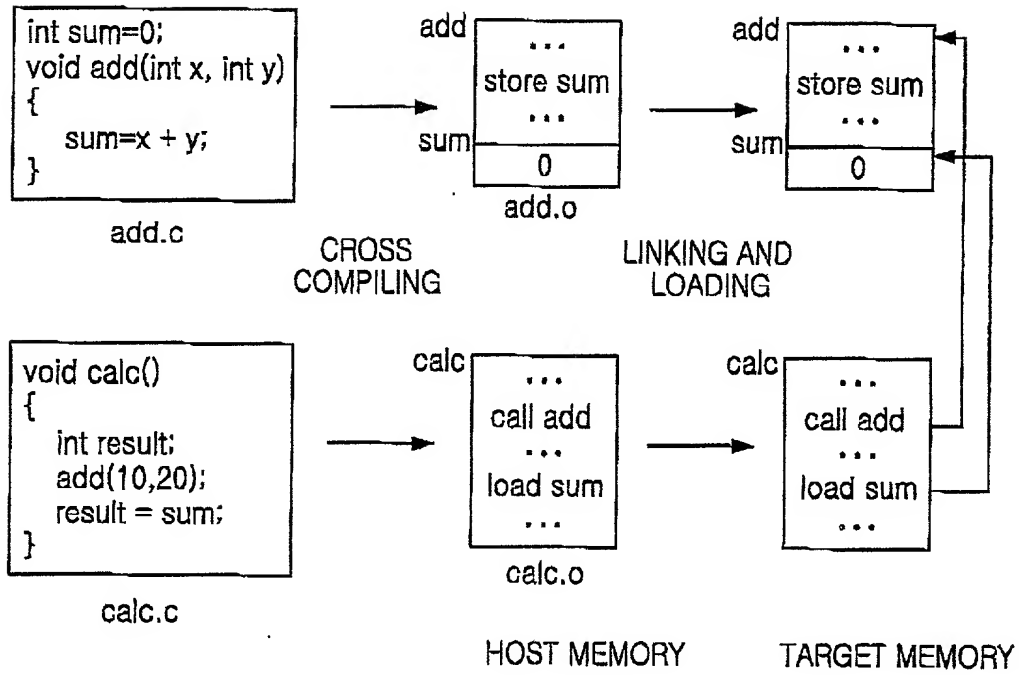 int sum=0;
void add(int x, int y)
{
sum=x + y;
}
add.c
CROSS
COMPILING
add
...
store sum
...
sum
0
add.o
LINKING AND
LOADING
add
...
store sum
...
sum
0
void calc()
{
int result;
add(10,20);
result = sum;
}
calc.c
calc
...
call add
...
load sum
...
calc.o
calc
...
call add
...
load sum
...
HOST MEMORY
TARGET MEMORY